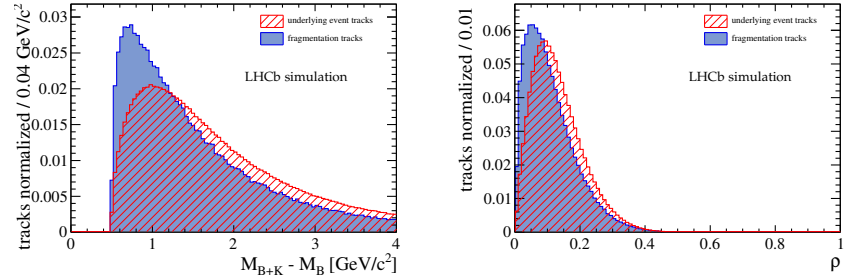 tracks normalized / 0.04 GeV/c²
0.03
0.025
0.02
0.015
0.01
0.005
0
underlying event tracks
fragmentation tracks
LHCb simulation
0 1 2 3 4
M_B+K - M_B [GeV/c²]
tracks normalized / 0.01
0.06
0.05
0.04
0.03
0.02
0.01
0
underlying event tracks
fragmentation tracks
LHCb simulation
0 0.2 0.4 0.6 0.8 1
ρ